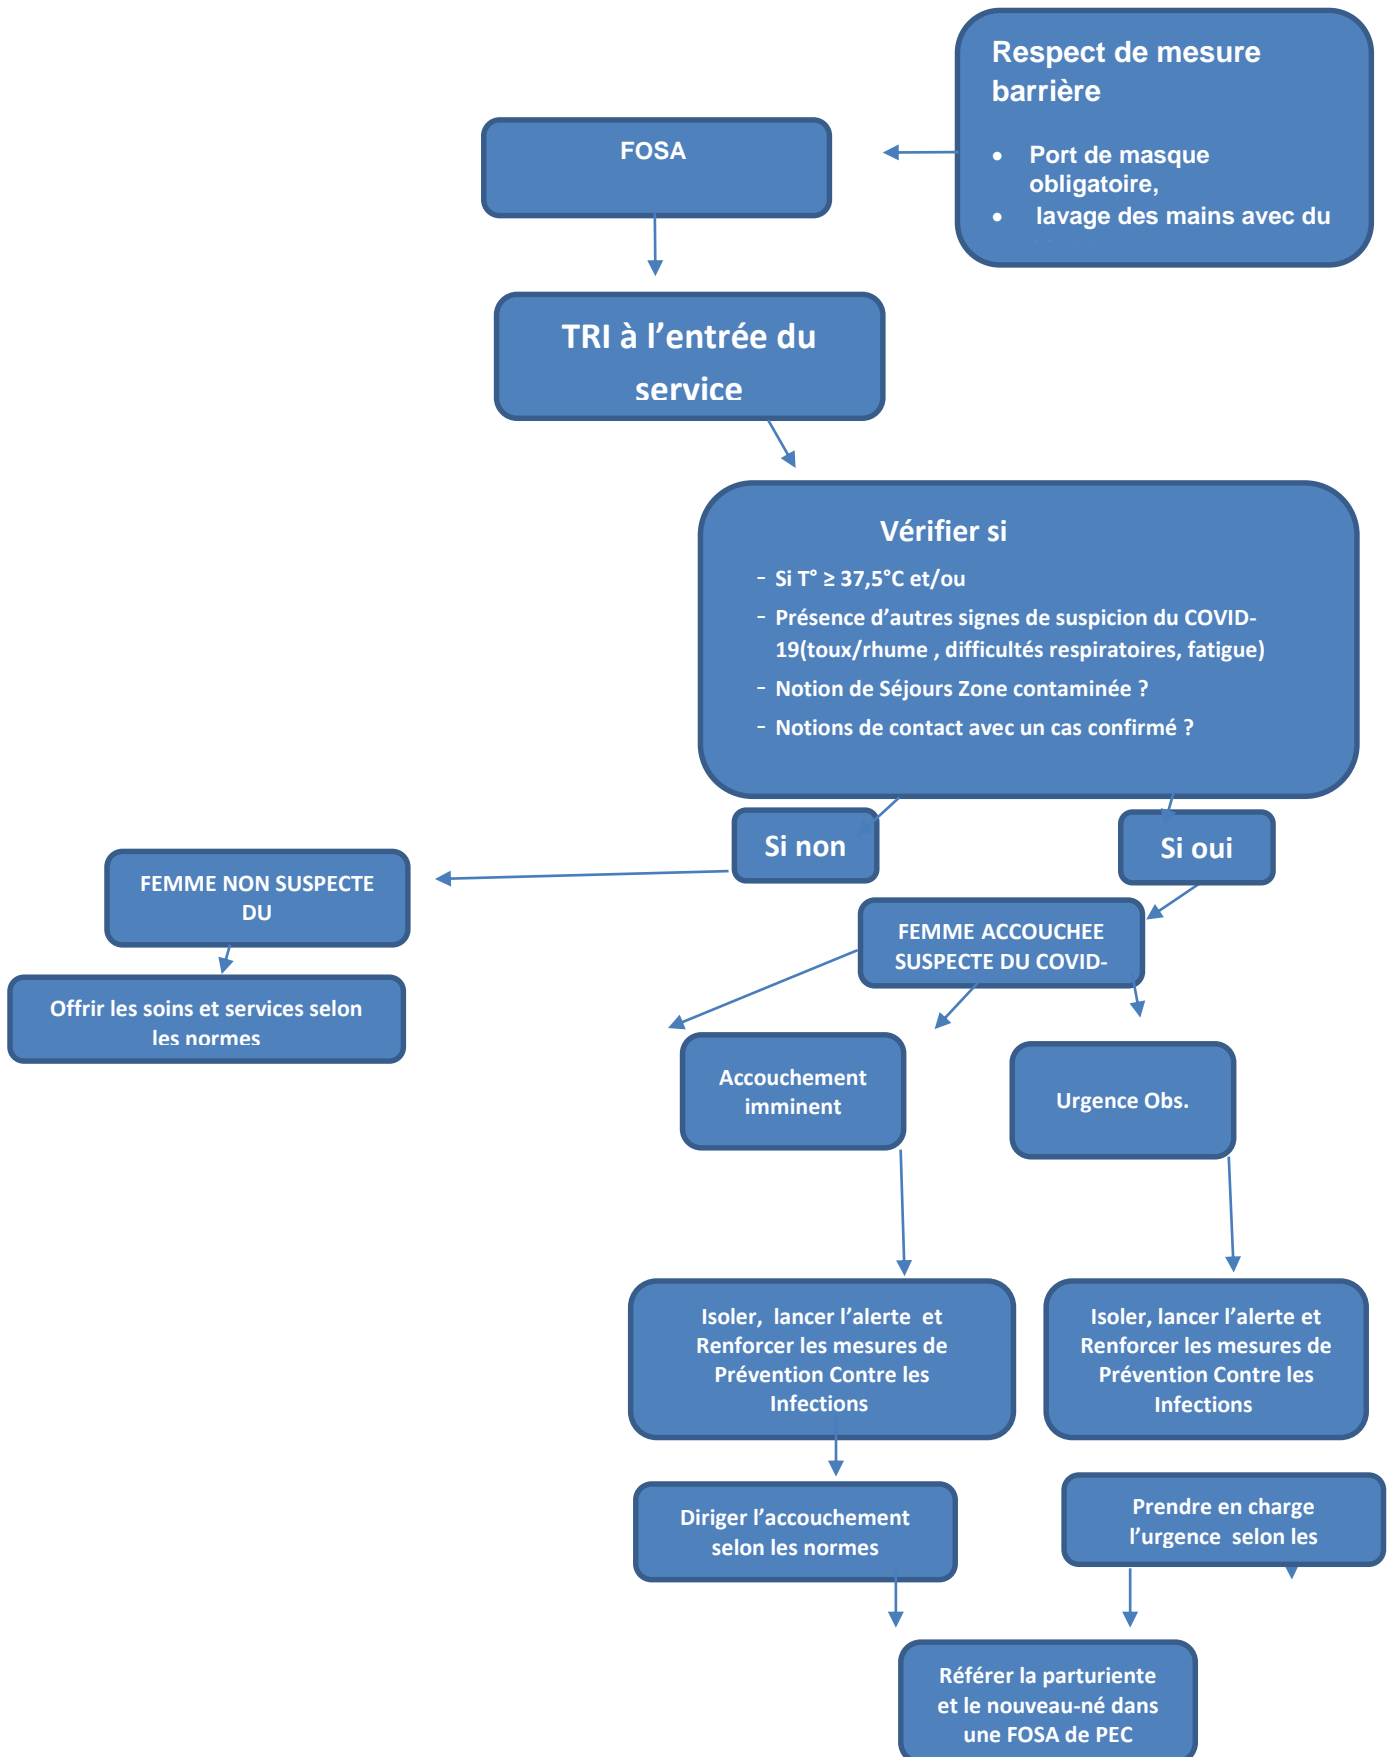 Respect de mesure
barrière
• Port de masque
obligatoire,
• lavage des mains avec du
FOSA
TRI à l’entrée du
service
Vérifier si
- Si T° ≥ 37,5°C et/ou
- Présence d’autres signes de suspicion du COVID-
19(toux/rhume , difficultés respiratoires, fatigue)
- Notion de Séjours Zone contaminée ?
- Notions de contact avec un cas confirmé ?
Si non
Si oui
FEMME NON SUSPECTE
DU
FEMME ACCOUCHEE
SUSPECTE DU COVID-
Offrir les soins et services selon
les normes
Accouchement
imminent
Urgence Obs.
Isoler, lancer l’alerte et
Renforcer les mesures de
Prévention Contre les
Infections
Isoler, lancer l’alerte et
Renforcer les mesures de
Prévention Contre les
Infections
Diriger l’accouchement
selon les normes
Prendre en charge
l’urgence selon les
Référer la parturiente
et le nouveau-né dans
une FOSA de PEC